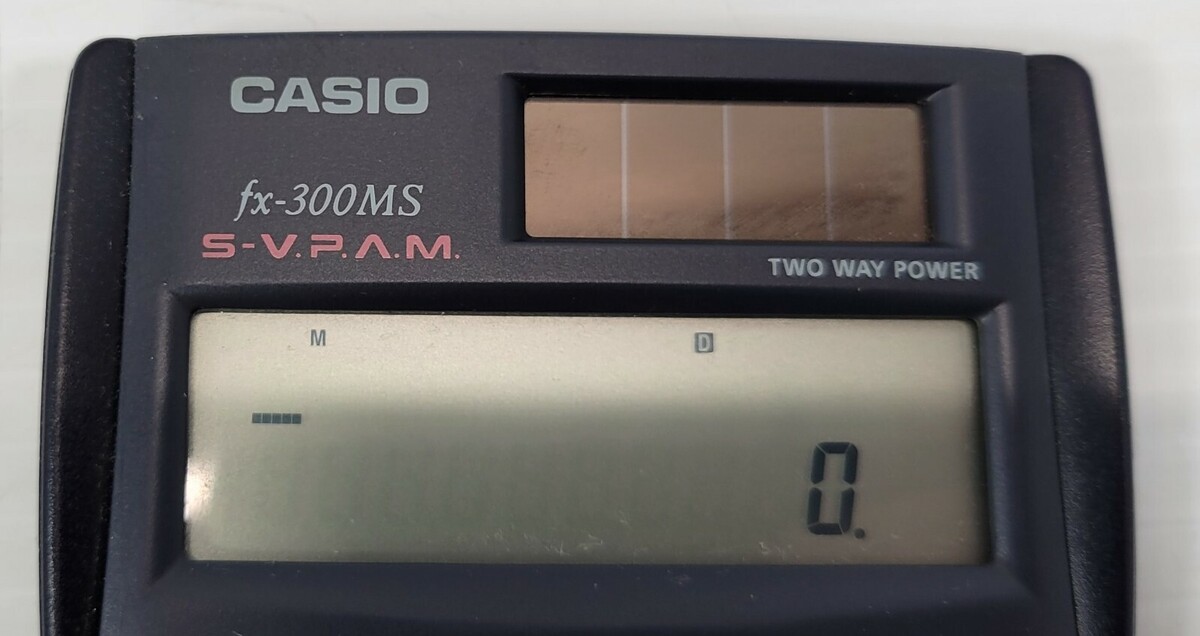 CASIO
fx-300MS
S-V.P.A.M.
TWO WAY POWER
M D
0.